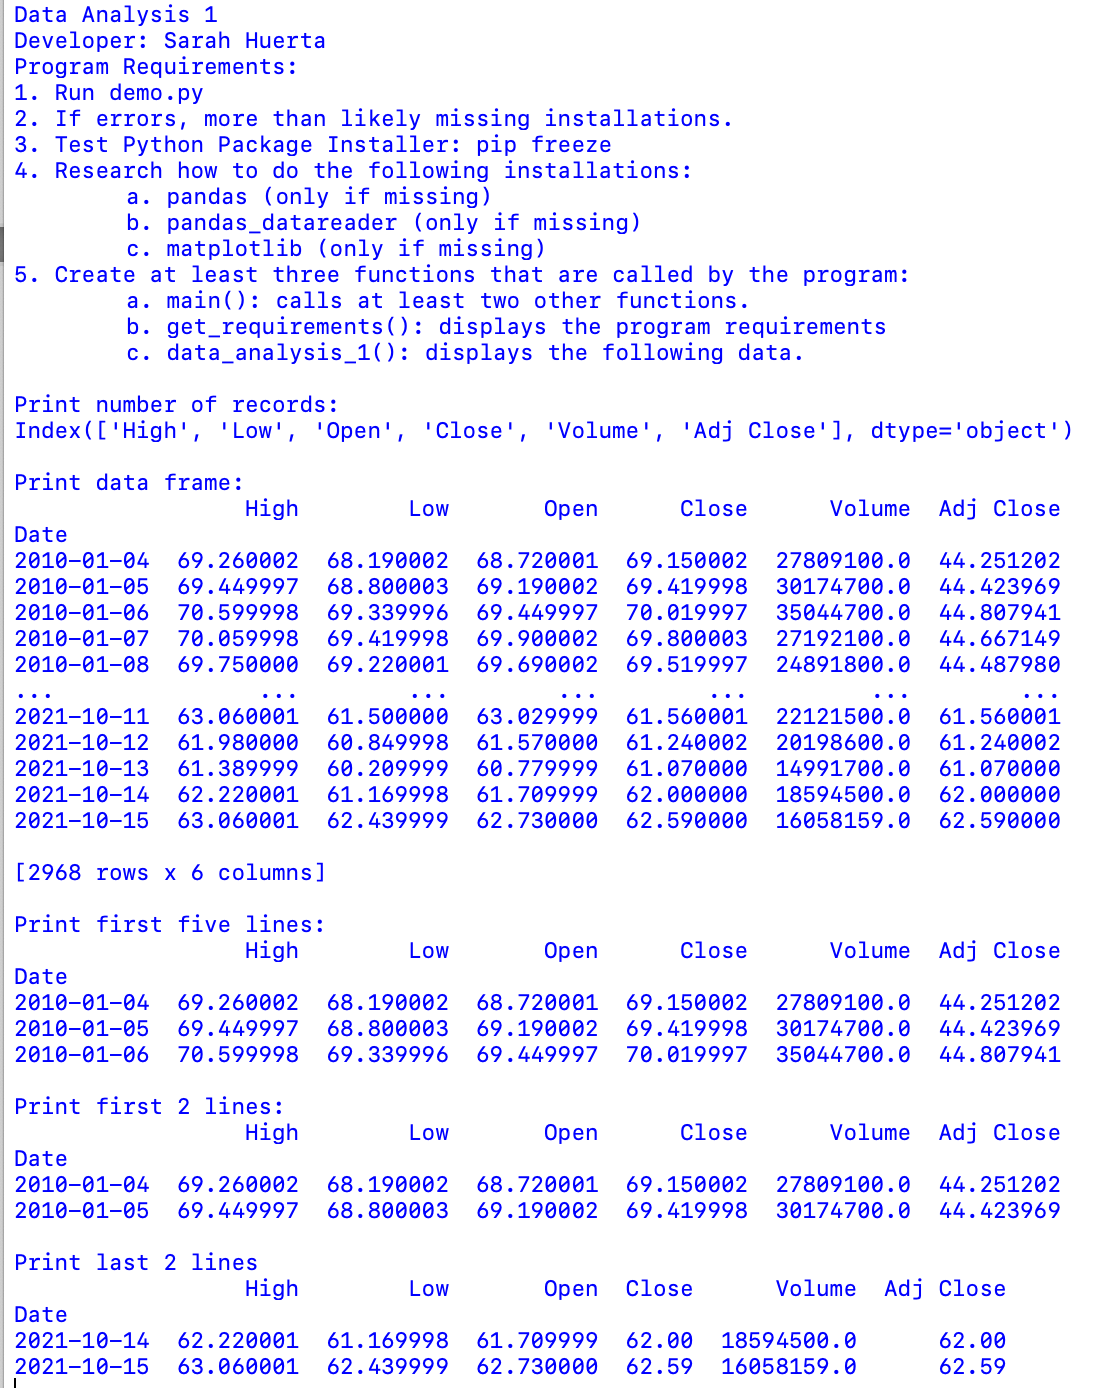 Data Analysis 1
Developer: Sarah Huerta
Program Requirements:
1. Run demo.py
2. If errors, more than likely missing installations.
3. Test Python Package Installer: pip freeze
4. Research how to do the following installations:
a. pandas (only if missing)
b. pandas_datareader (only if missing)
c. matplotlib (only if missing)
5. Create at least three functions that are called by the program:
a. main(): calls at least two other functions.
b. get_requirements(): displays the program requirements
c. data_analysis_1(): displays the following data.
Print number of records:
Index(['High', 'Low', 'Open', 'Close', 'Volume', 'Adj Close'], dtype='object')
Print data frame:
High Low Open Close Volume Adj Close
Date
2010-01-04 69.260002 68.190002 68.720001 69.150002 27809100.0 44.251202
2010-01-05 69.449997 68.800003 69.190002 69.419998 30174700.0 44.423969
2010-01-06 70.599998 69.339996 69.449997 70.019997 35044700.0 44.807941
2010-01-07 70.059998 69.419998 69.900002 69.800003 27192100.0 44.667149
2010-01-08 69.750000 69.220001 69.690002 69.519997 24891800.0 44.487980
... ... ... ... ... ... ...
2021-10-11 63.060001 61.500000 63.029999 61.560001 22121500.0 61.560001
2021-10-12 61.980000 60.849998 61.570000 61.240002 20198600.0 61.240002
2021-10-13 61.389999 60.209999 60.779999 61.070000 14991700.0 61.070000
2021-10-14 62.220001 61.169998 61.709999 62.000000 18594500.0 62.000000
2021-10-15 63.060001 62.439999 62.730000 62.590000 16058159.0 62.590000
[2968 rows x 6 columns]
Print first five lines:
High Low Open Close Volume Adj Close
Date
2010-01-04 69.260002 68.190002 68.720001 69.150002 27809100.0 44.251202
2010-01-05 69.449997 68.800003 69.190002 69.419998 30174700.0 44.423969
2010-01-06 70.599998 69.339996 69.449997 70.019997 35044700.0 44.807941
Print first 2 lines:
High Low Open Close Volume Adj Close
Date
2010-01-04 69.260002 68.190002 68.720001 69.150002 27809100.0 44.251202
2010-01-05 69.449997 68.800003 69.190002 69.419998 30174700.0 44.423969
Print last 2 lines
High Low Open Close Volume Adj Close
Date
2021-10-14 62.220001 61.169998 61.709999 62.00 18594500.0 62.00
2021-10-15 63.060001 62.439999 62.730000 62.59 16058159.0 62.59